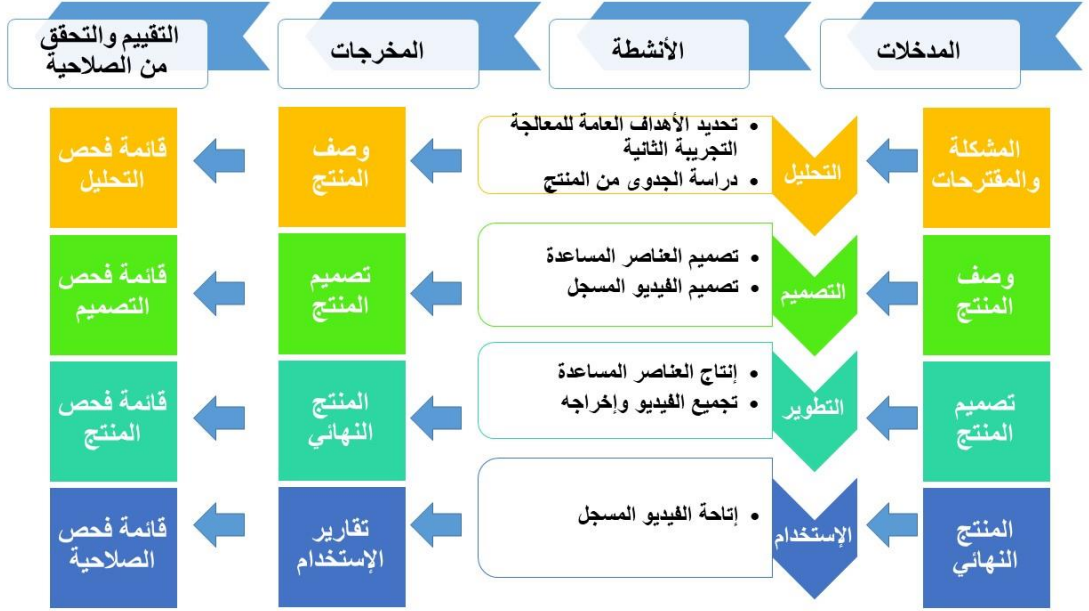 المدخلات
الأنشطة
المخرجات
التقييم والتحقق
من الصلاحية
المشكلة
والمقترحات
التحليل
• تحديد الأهداف العامة للمعالجة
التجريبة الثانية
• دراسة الجدوى من المنتج
وصف
المنتج
قائمة فحص
التحليل
وصف
المنتج
التصميم
• تصميم العناصر المساعدة
• تصميم الفيديو المسجل
تصميم
المنتج
قائمة فحص
التصميم
تصميم
المنتج
التطوير
• إنتاج العناصر المساعدة
• تجميع الفيديو وإخراجه
المنتج
النهائي
قائمة فحص
المنتج
المنتج
النهائي
الإستخدام
• إتاحة الفيديو المسجل
تقارير
الإستخدام
قائمة فحص
الصلاحية